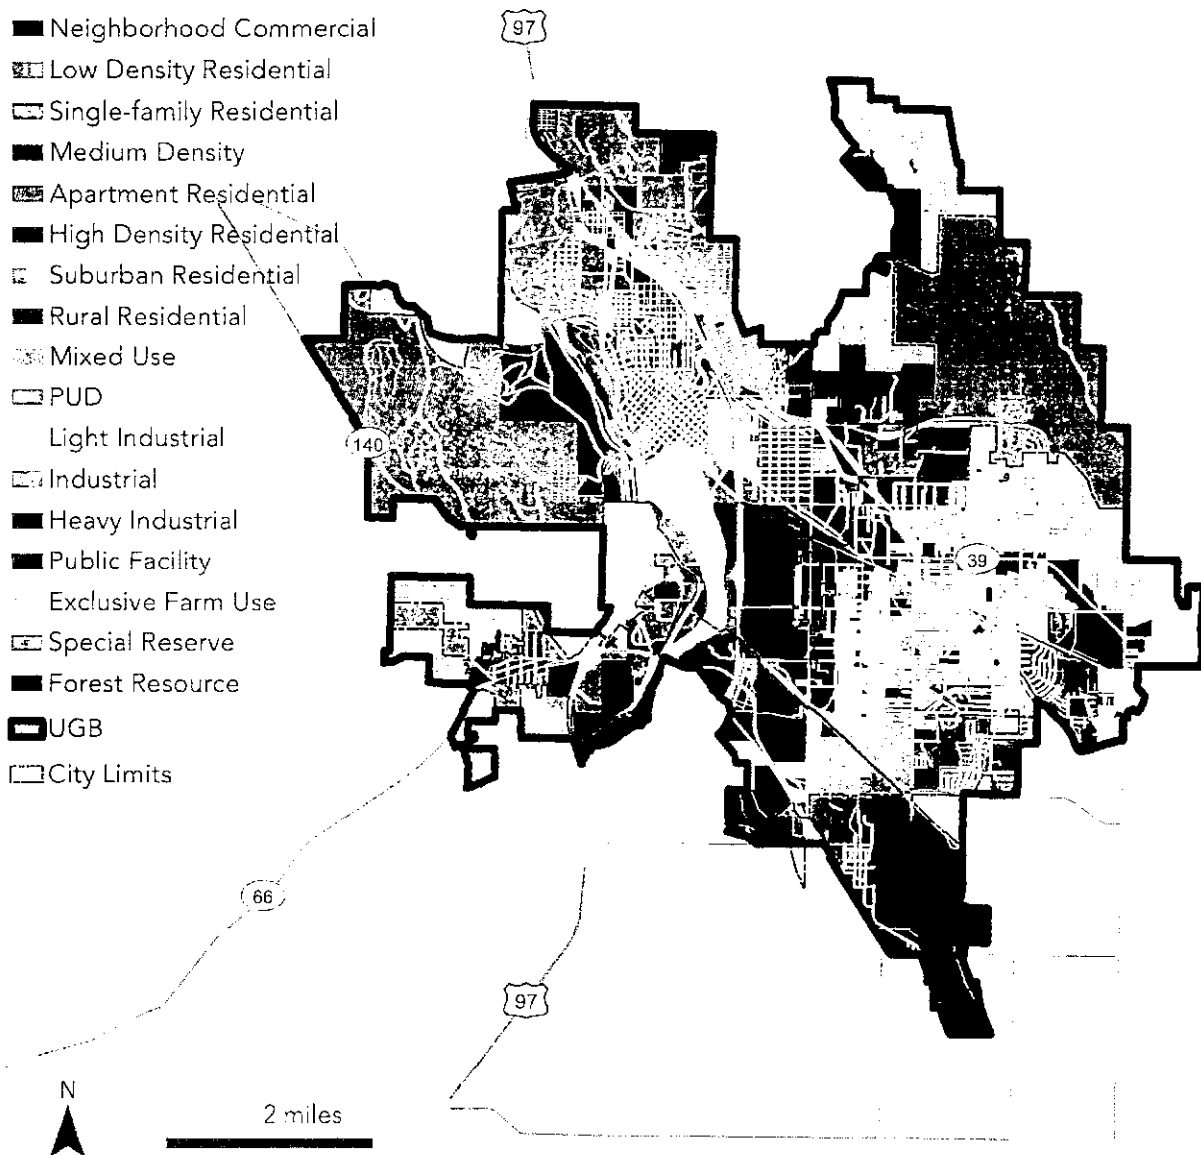 Neighborhood Commercial
Low Density Residential
Single-family Residential
Medium Density
Apartment Residential
High Density Residential
Suburban Residential
Rural Residential
Mixed Use
PUD
Light Industrial
Industrial
Heavy Industrial
Public Facility
Exclusive Farm Use
Special Reserve
Forest Resource
UGB
City Limits
97
140
39
66
97
N
2 miles